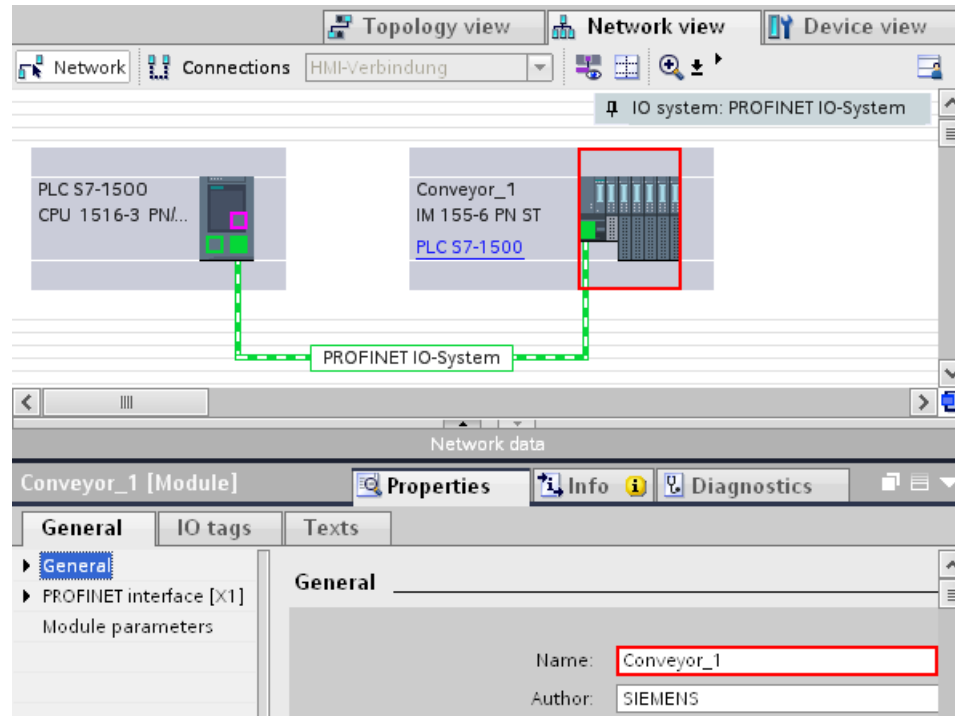 Topology view Network view Device view
Network Connections HMI-Verbindung
IO system: PROFINET IO-System
PLC S7-1500
CPU 1516-3 PN/...
Conveyor_1
IM 155-6 PN ST
PLC S7-1500
PROFINET IO-System
Network data
Conveyor_1 [Module] Properties Info Diagnostics
General IO tags Texts
General
PROFINET interface [X1]
Module parameters
General
Name: Conveyor_1
Author: SIEMENS